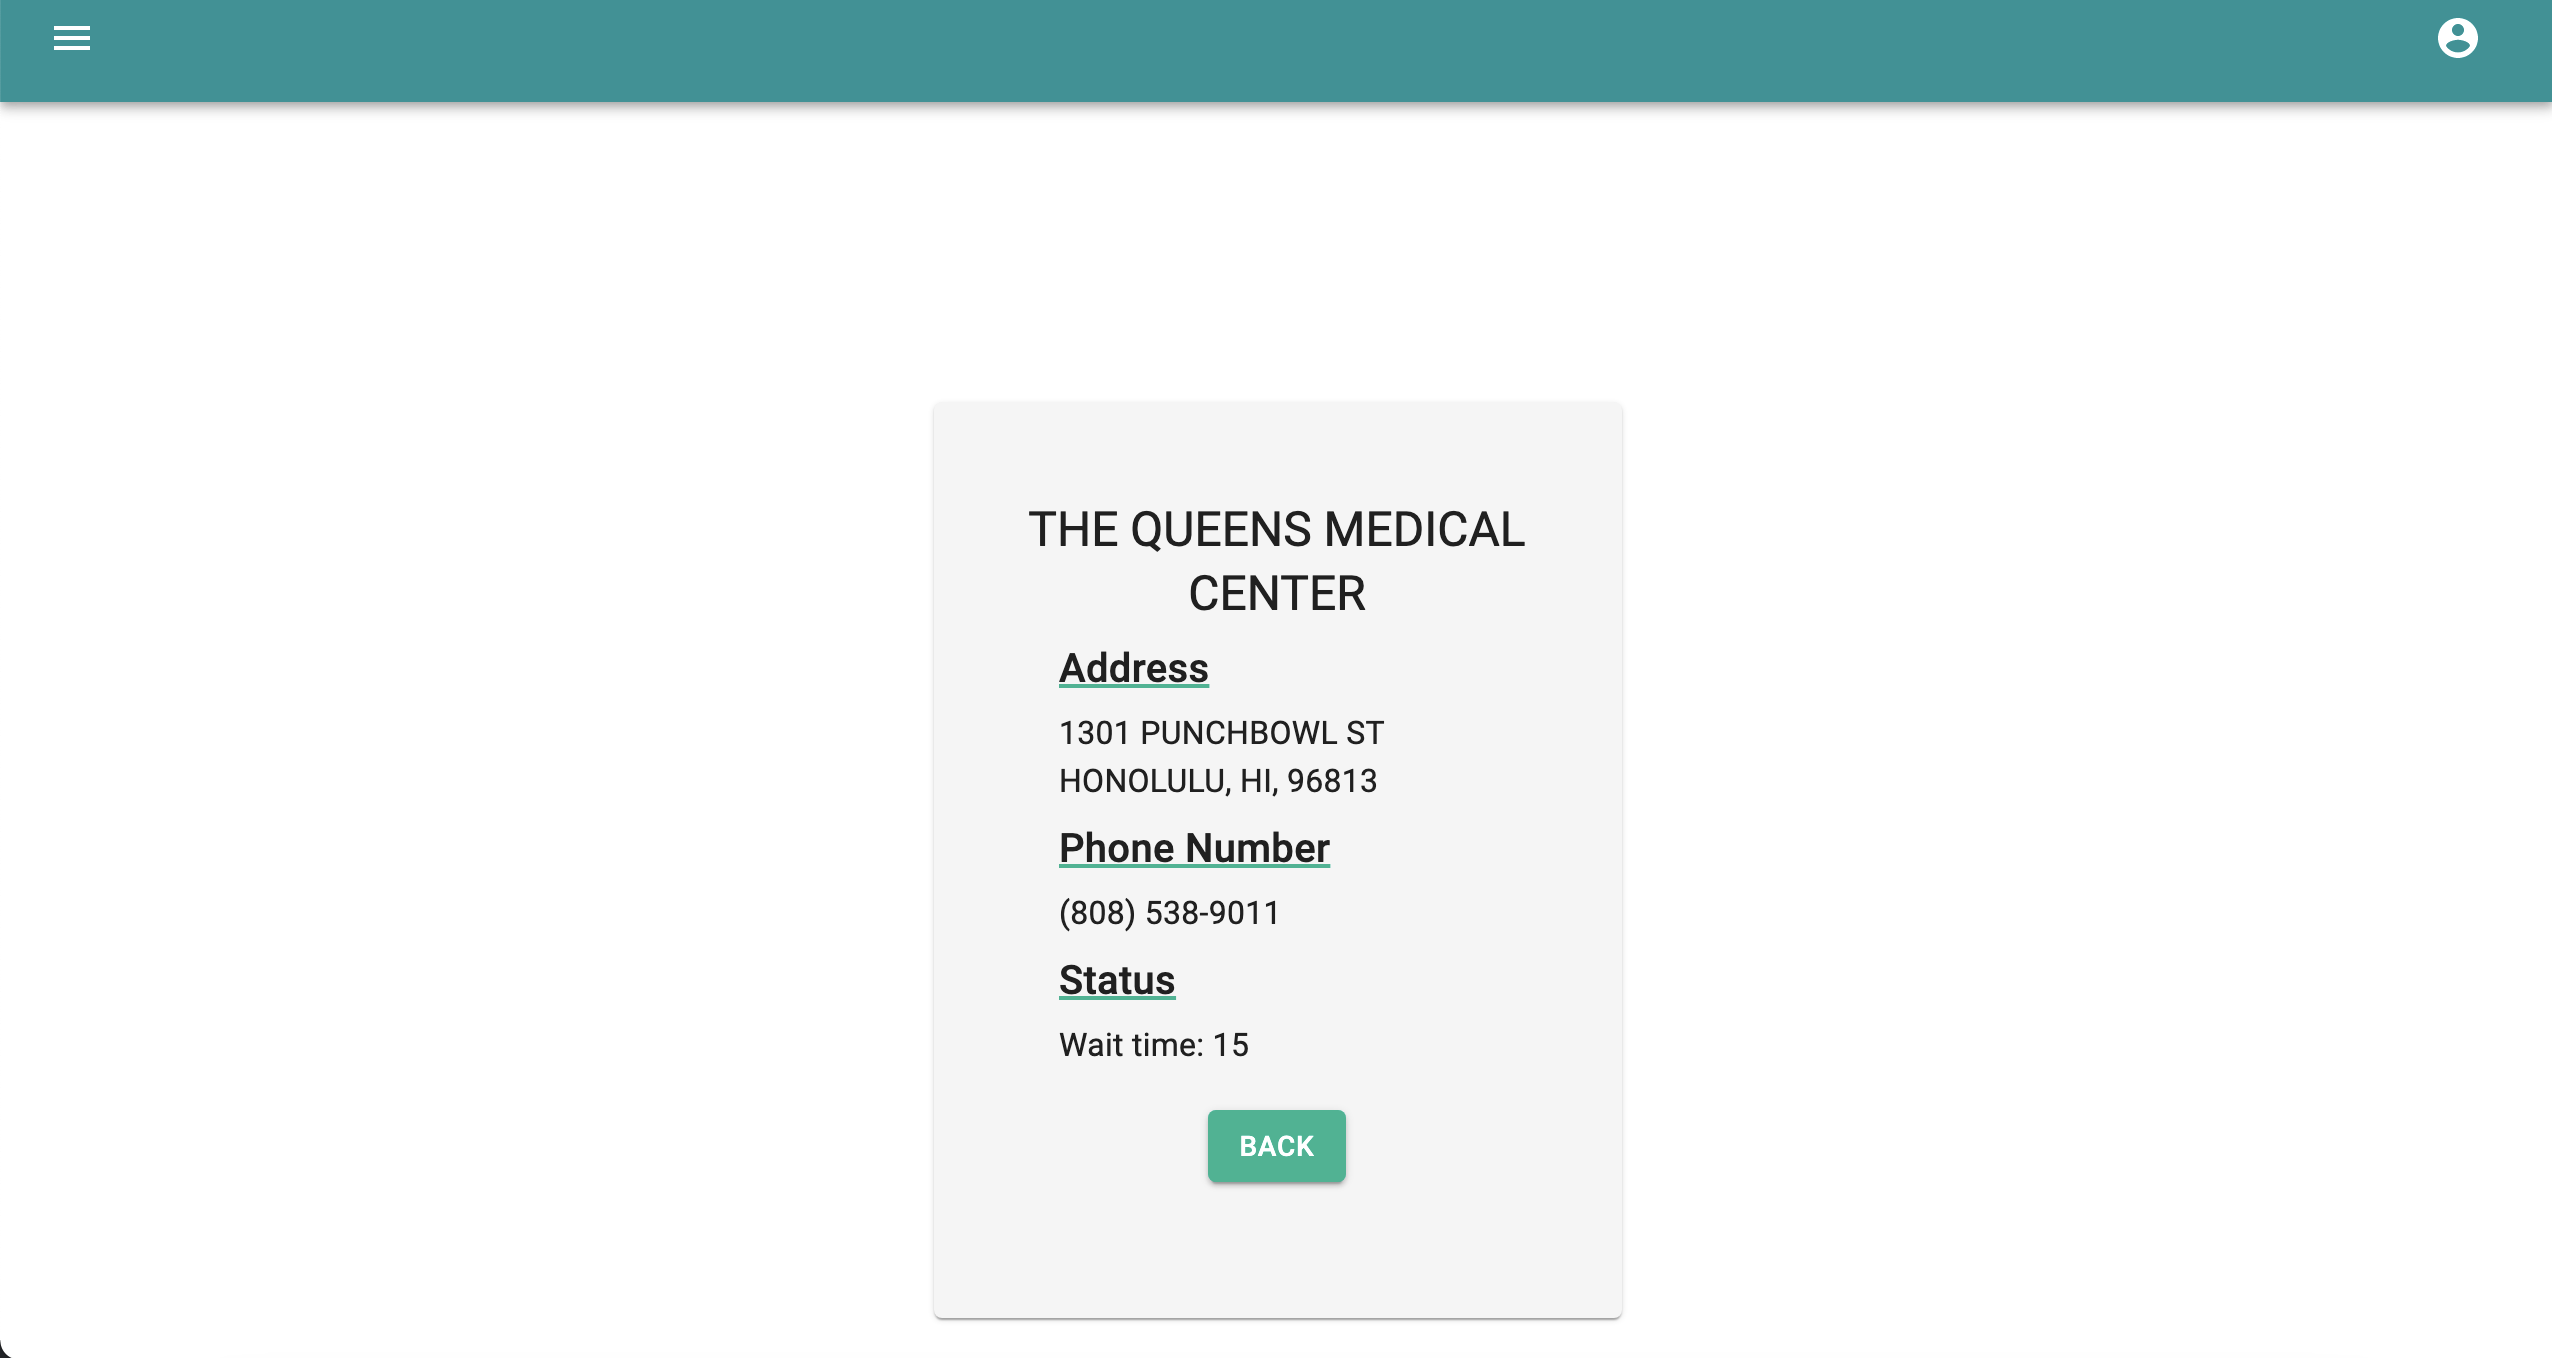 THE QUEENS MEDICAL
CENTER
Address
1301 PUNCHBOWL ST
HONOLULU, HI, 96813
Phone Number
(808) 538-9011
Status
Wait time: 15
BACK